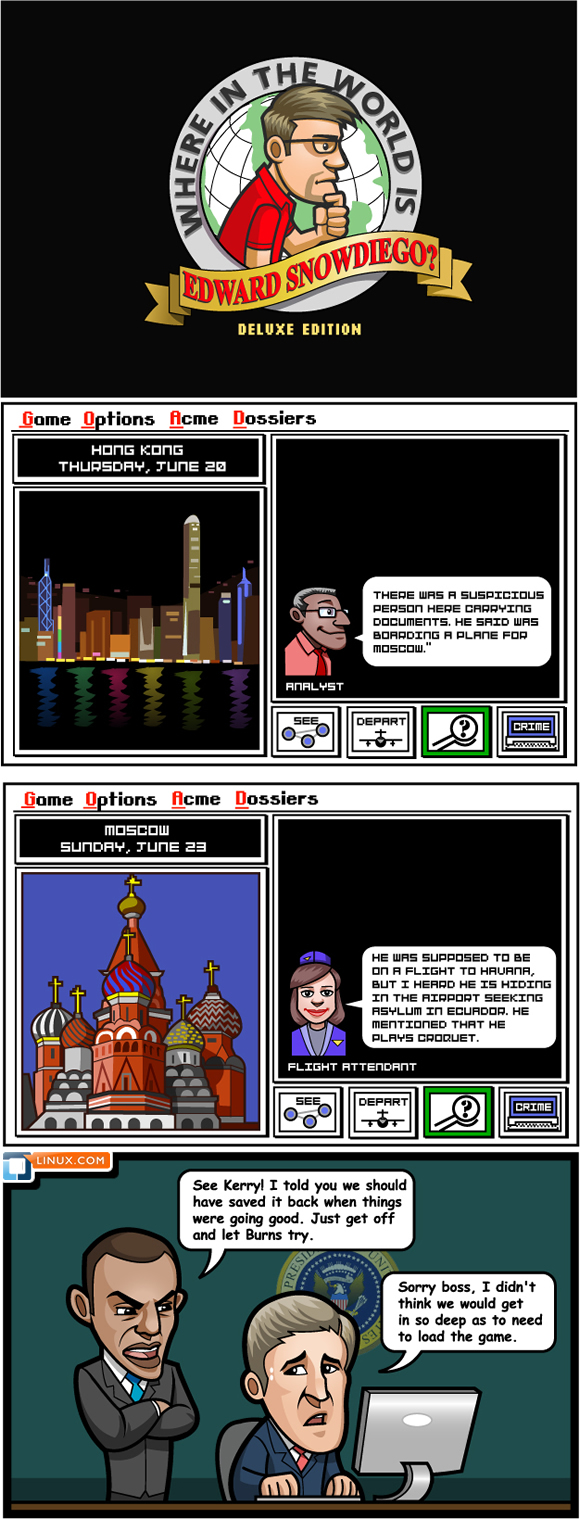 WHERE IN THE WORLD IS
EDWARD SNOWDIEGO?
DELUXE EDITION
Game Options Acme Dossiers
HONG KONG
THURSDAY, JUNE 20
THERE WAS A SUSPICIOUS
PERSON HERE CARRYING
DOCUMENTS. HE SAID WAS
BOARDING A PLANE FOR
MOSCOW."
ANALYST
SEE
DEPART
?
CRIME
Game Options Acme Dossiers
MOSCOW
SUNDAY, JUNE 23
HE WAS SUPPOSED TO BE
ON A FLIGHT TO HAVANA,
BUT I HEARD HE IS HIDING
IN THE AIRPORT SEEKING
ASYLUM IN ECUADOR. HE
MENTIONED THAT HE
PLAYS CROQUET.
FLIGHT ATTENDANT
SEE
DEPART
?
CRIME
LINUX.COM
See Kerry! I told you we should
have saved it back when things
were going good. Just get off
and let Burns try.
Sorry boss, I didn't
think we would get
in so deep as to need
to load the game.